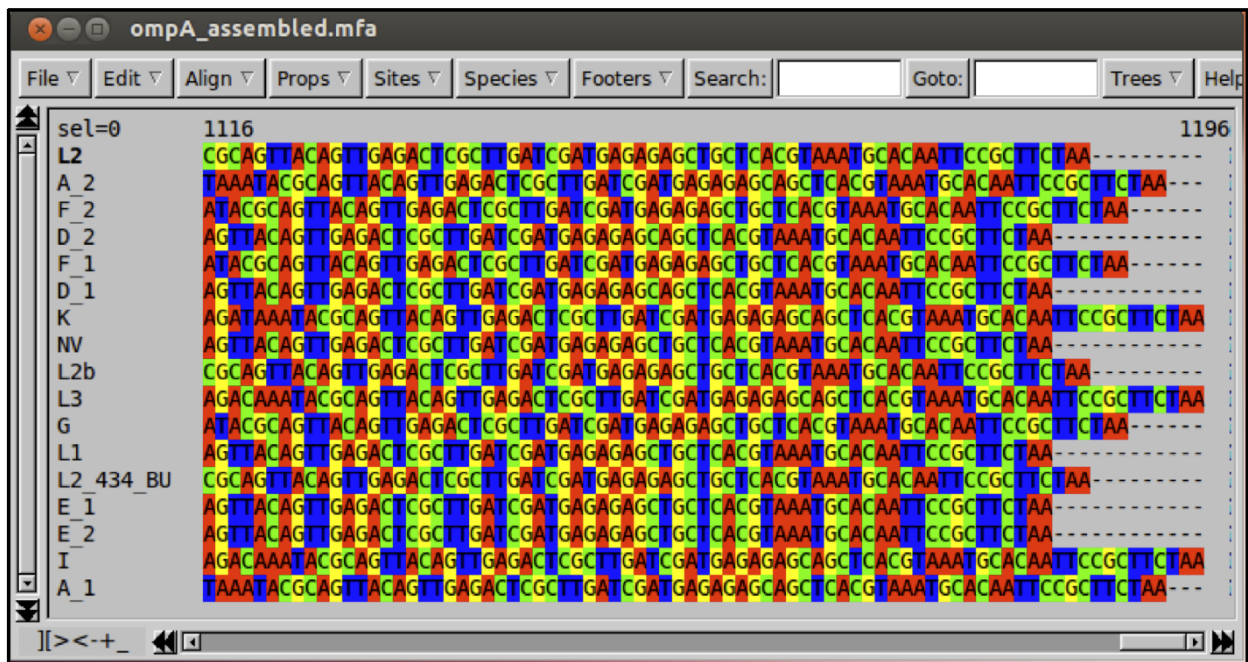 ompA_assembled.mfa
File Edit Align Props Sites Species Footers Search: Goto: Trees Help
sel=0 1116 1196
L2 CGCAGTTACAGTTGAGACTCGCTTGATCGATGAGAGAGCTGCTCACGTAAATGCACAATTCCGCTTCTAA---------
A_2 TAAATACGCAGTTACAGTTGAGACTCGCTTGATCGATGAGAGAGCAGCTCACGTAAATGCACAATTCCGCTTCTAA---
F_2 ATACGCAGTTACAGTTGAGACTCGCTTGATCGATGAGAGAGCTGCTCACGTAAATGCACAATTCCGCTTCTAA------
D_2 AGTTACAGTTGAGACTCGCTTGATCGATGAGAGAGCAGCTCACGTAAATGCACAATTCCGCTTCTAA------------
F_1 ATACGCAGTTACAGTTGAGACTCGCTTGATCGATGAGAGAGCTGCTCACGTAAATGCACAATTCCGCTTCTAA------
D_1 AGTTACAGTTGAGACTCGCTTGATCGATGAGAGAGCAGCTCACGTAAATGCACAATTCCGCTTCTAA------------
K AGATAAATACGCAGTTACAGTTGAGACTCGCTTGATCGATGAGAGAGCAGCTCACGTAAATGCACAATTCCGCTTCTAA
NV AGTTACAGTTGAGACTCGCTTGATCGATGAGAGAGCTGCTCACGTAAATGCACAATTCCGCTTCTAA------------
L2b CGCAGTTACAGTTGAGACTCGCTTGATCGATGAGAGAGCTGCTCACGTAAATGCACAATTCCGCTTCTAA---------
L3 AGACAAATACGCAGTTACAGTTGAGACTCGCTTGATCGATGAGAGAGCAGCTCACGTAAATGCACAATTCCGCTTCTAA
G ATACGCAGTTACAGTTGAGACTCGCTTGATCGATGAGAGAGCTGCTCACGTAAATGCACAATTCCGCTTCTAA------
L1 AGTTACAGTTGAGACTCGCTTGATCGATGAGAGAGCTGCTCACGTAAATGCACAATTCCGCTTCTAA------------
L2_434_BU CGCAGTTACAGTTGAGACTCGCTTGATCGATGAGAGAGCTGCTCACGTAAATGCACAATTCCGCTTCTAA---------
E_1 AGTTACAGTTGAGACTCGCTTGATCGATGAGAGAGCTGCTCACGTAAATGCACAATTCCGCTTCTAA------------
E_2 AGTTACAGTTGAGACTCGCTTGATCGATGAGAGAGCTGCTCACGTAAATGCACAATTCCGCTTCTAA------------
I AGACAAATACGCAGTTACAGTTGAGACTCGCTTGATCGATGAGAGAGCAGCTCACGTAAATGCACAATTCCGCTTCTAA
A_1 TAAATACGCAGTTACAGTTGAGACTCGCTTGATCGATGAGAGAGCAGCTCACGTAAATGCACAATTCCGCTTCTAA---
][><-+_